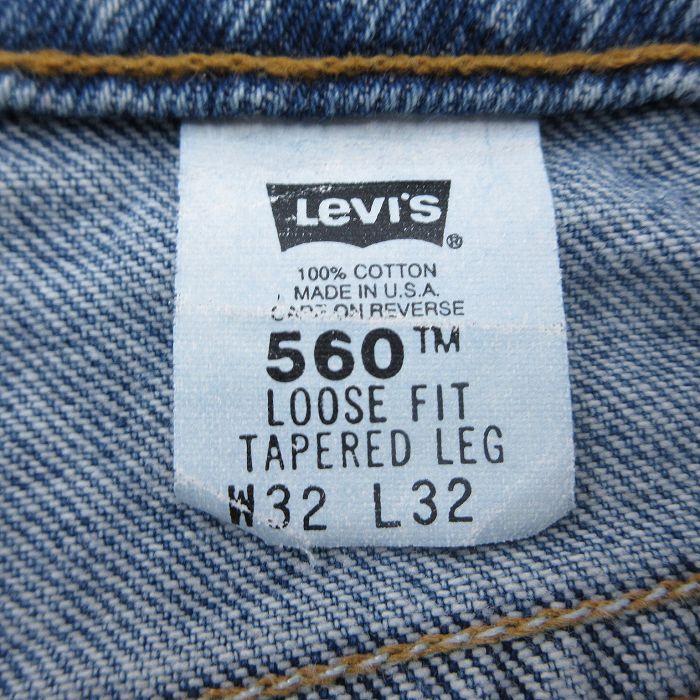 LEVI'S ®
100% COTTON
MADE IN U.S.A.
CARE ON REVERSE
560™
LOOSE FIT
TAPERED LEG
W32 L32